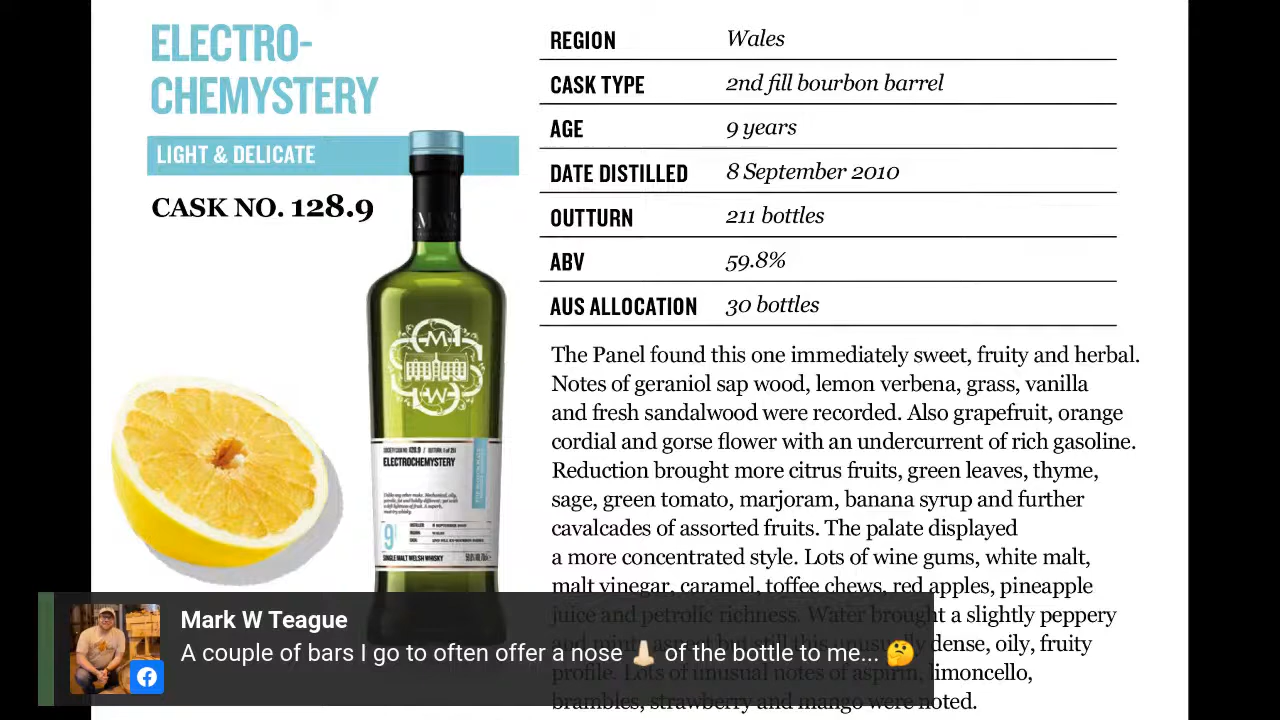 ELECTRO-
CHEMYSTERY
LIGHT & DELICATE
CASK NO. 128.9
REGION Wales
CASK TYPE 2nd fill bourbon barrel
AGE 9 years
DATE DISTILLED 8 September 2010
OUTTURN 211 bottles
ABV 59.8%
AUS ALLOCATION 30 bottles
The Panel found this one immediately sweet, fruity and herbal.
Notes of geraniol sap wood, lemon verbena, grass, vanilla
and fresh sandalwood were recorded. Also grapefruit, orange
cordial and gorse flower with an undercurrent of rich gasoline.
Reduction brought more citrus fruits, green leaves, thyme,
sage, green tomato, marjoram, banana syrup and further
cavalcades of assorted fruits. The palate displayed
a more concentrated style. Lots of wine gums, white malt,
malt vinegar, caramel, toffee chews, red apples, pineapple
juice and petrolic richness. Water brought a slightly peppery
and minty aspect but still this unusually dense, oily, fruity
profile. Lots of unusual notes of aspirin, limoncello,
brambles, strawberry and mango were noted.
M
W
ELECTROCHEMYSTERY
9
SINGLE MALT WELSH WHISKY
Mark W Teague
A couple of bars I go to often offer a nose 👃🏻 of the bottle to me... 🤔